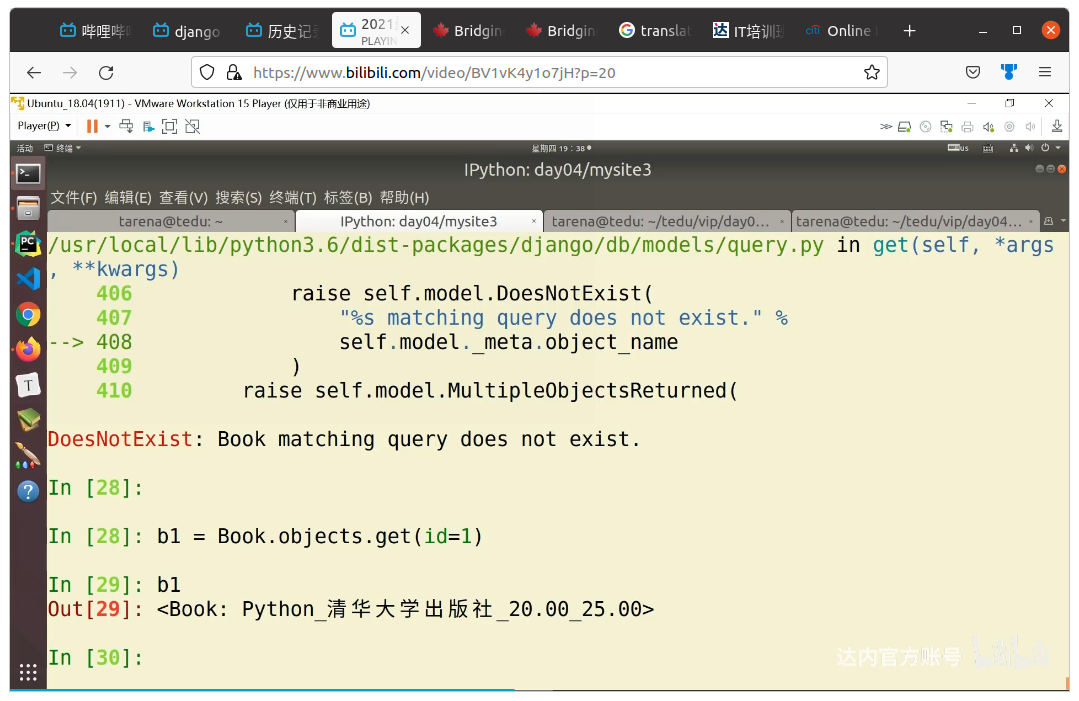 哔哩哔哩
django
历史记录
2021
PLAYIN
Bridgin
Bridgin
translat
IT培训班
Online
https://www.bilibili.com/video/BV1vK4y1o7jH?p=20
Ubuntu_18.04(1911) - VMware Workstation 15 Player (仅用于非商业用途)
Player(P)
活动 终端 星期四 19 : 38
IPython: day04/mysite3
文件(F) 编辑(E) 查看(V) 搜索(S) 终端(T) 标签(B) 帮助(H)
tarena@tedu: ~ × IPython: day04/mysite3 × tarena@tedu: ~/tedu/vip/day0... × tarena@tedu: ~/tedu/vip/day04... ×
/usr/local/lib/python3.6/dist-packages/django/db/models/query.py in get(self, *args
, **kwargs)
406 raise self.model.DoesNotExist(
407 "%s matching query does not exist." %
--> 408 self.model._meta.object_name
409 )
410 raise self.model.MultipleObjectsReturned(
DoesNotExist: Book matching query does not exist.
In [28]:
In [28]: b1 = Book.objects.get(id=1)
In [29]: b1
Out[29]: <Book: Python_清华大学出版社_20.00_25.00>
In [30]:
达内官方账号